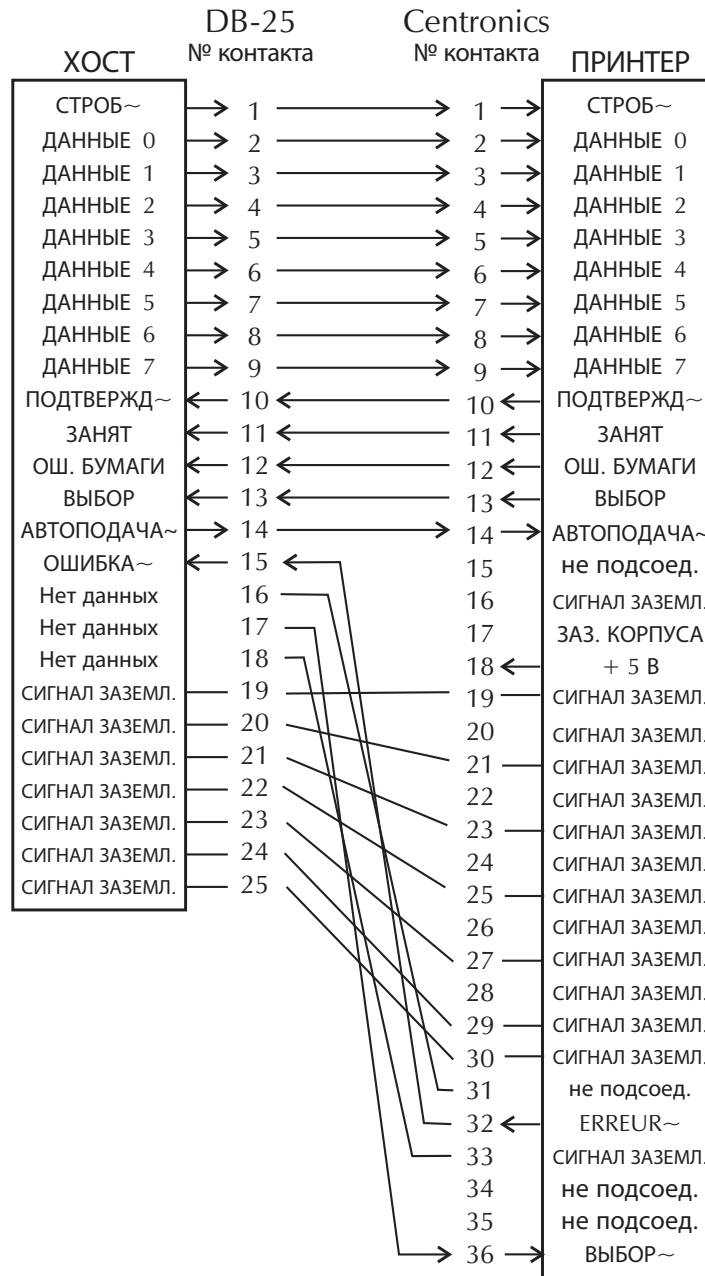 DB-25 Centronics
№ контакта № контакта
ХОСТ ПРИНТЕР
СТРОБ~ 1 1 СТРОБ~
ДАННЫЕ 0 2 2 ДАННЫЕ 0
ДАННЫЕ 1 3 3 ДАННЫЕ 1
ДАННЫЕ 2 4 4 ДАННЫЕ 2
ДАННЫЕ 3 5 5 ДАННЫЕ 3
ДАННЫЕ 4 6 6 ДАННЫЕ 4
ДАННЫЕ 5 7 7 ДАННЫЕ 5
ДАННЫЕ 6 8 8 ДАННЫЕ 6
ДАННЫЕ 7 9 9 ДАННЫЕ 7
ПОДТВЕРЖД~ 10 10 ПОДТВЕРЖД~
ЗАНЯТ 11 11 ЗАНЯТ
ОШ. БУМАГИ 12 12 ОШ. БУМАГИ
ВЫБОР 13 13 ВЫБОР
АВТОПОДАЧА~ 14 14 АВТОПОДАЧА~
ОШИБКА~ 15 15 не подсоед.
Нет данных 16 16 СИГНАЛ ЗАЗЕМЛ.
Нет данных 17 17 ЗАЗ. КОРПУСА
Нет данных 18 18 + 5 В
СИГНАЛ ЗАЗЕМЛ. 19 19 СИГНАЛ ЗАЗЕМЛ.
СИГНАЛ ЗАЗЕМЛ. 20 20 СИГНАЛ ЗАЗЕМЛ.
СИГНАЛ ЗАЗЕМЛ. 21 21 СИГНАЛ ЗАЗЕМЛ.
СИГНАЛ ЗАЗЕМЛ. 22 22 СИГНАЛ ЗАЗЕМЛ.
СИГНАЛ ЗАЗЕМЛ. 23 23 СИГНАЛ ЗАЗЕМЛ.
СИГНАЛ ЗАЗЕМЛ. 24 24 СИГНАЛ ЗАЗЕМЛ.
СИГНАЛ ЗАЗЕМЛ. 25 25 СИГНАЛ ЗАЗЕМЛ.
26 СИГНАЛ ЗАЗЕМЛ.
27 СИГНАЛ ЗАЗЕМЛ.
28 СИГНАЛ ЗАЗЕМЛ.
29 СИГНАЛ ЗАЗЕМЛ.
30 СИГНАЛ ЗАЗЕМЛ.
31 не подсоед.
32 ERREUR~
33 СИГНАЛ ЗАЗЕМЛ.
34 не подсоед.
35 не подсоед.
36 ВЫБОР~